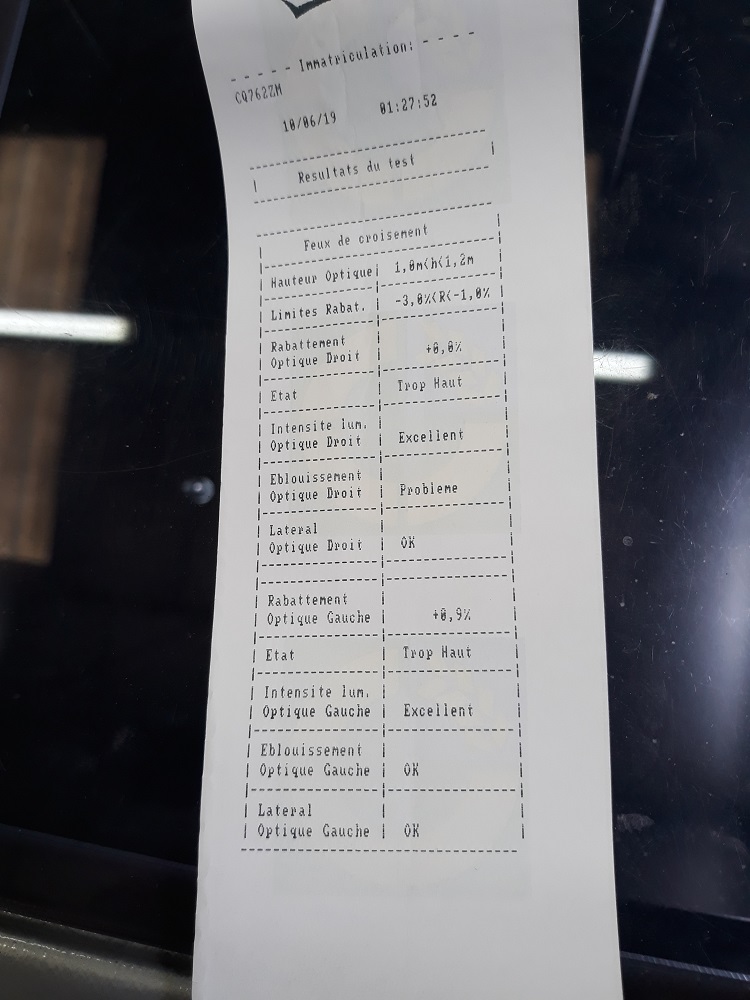 - - - - - Immatriculation: - - - -
CQ762ZM
10/06/19 01:27:52
Resultats du test
Feux de croisement
Hauteur Optique 1,0m<h<1,2m
Limites Rabat. -3,0%<R<-1,0%
Rabattement
Optique Droit +0,0%
Etat Trop Haut
Intensite lum.
Optique Droit Excellent
Eblouissement
Optique Droit Probleme
Lateral
Optique Droit OK
Rabattement
Optique Gauche +0,9%
Etat Trop Haut
Intensite lum.
Optique Gauche Excellent
Eblouissement
Optique Gauche OK
Lateral
Optique Gauche OK